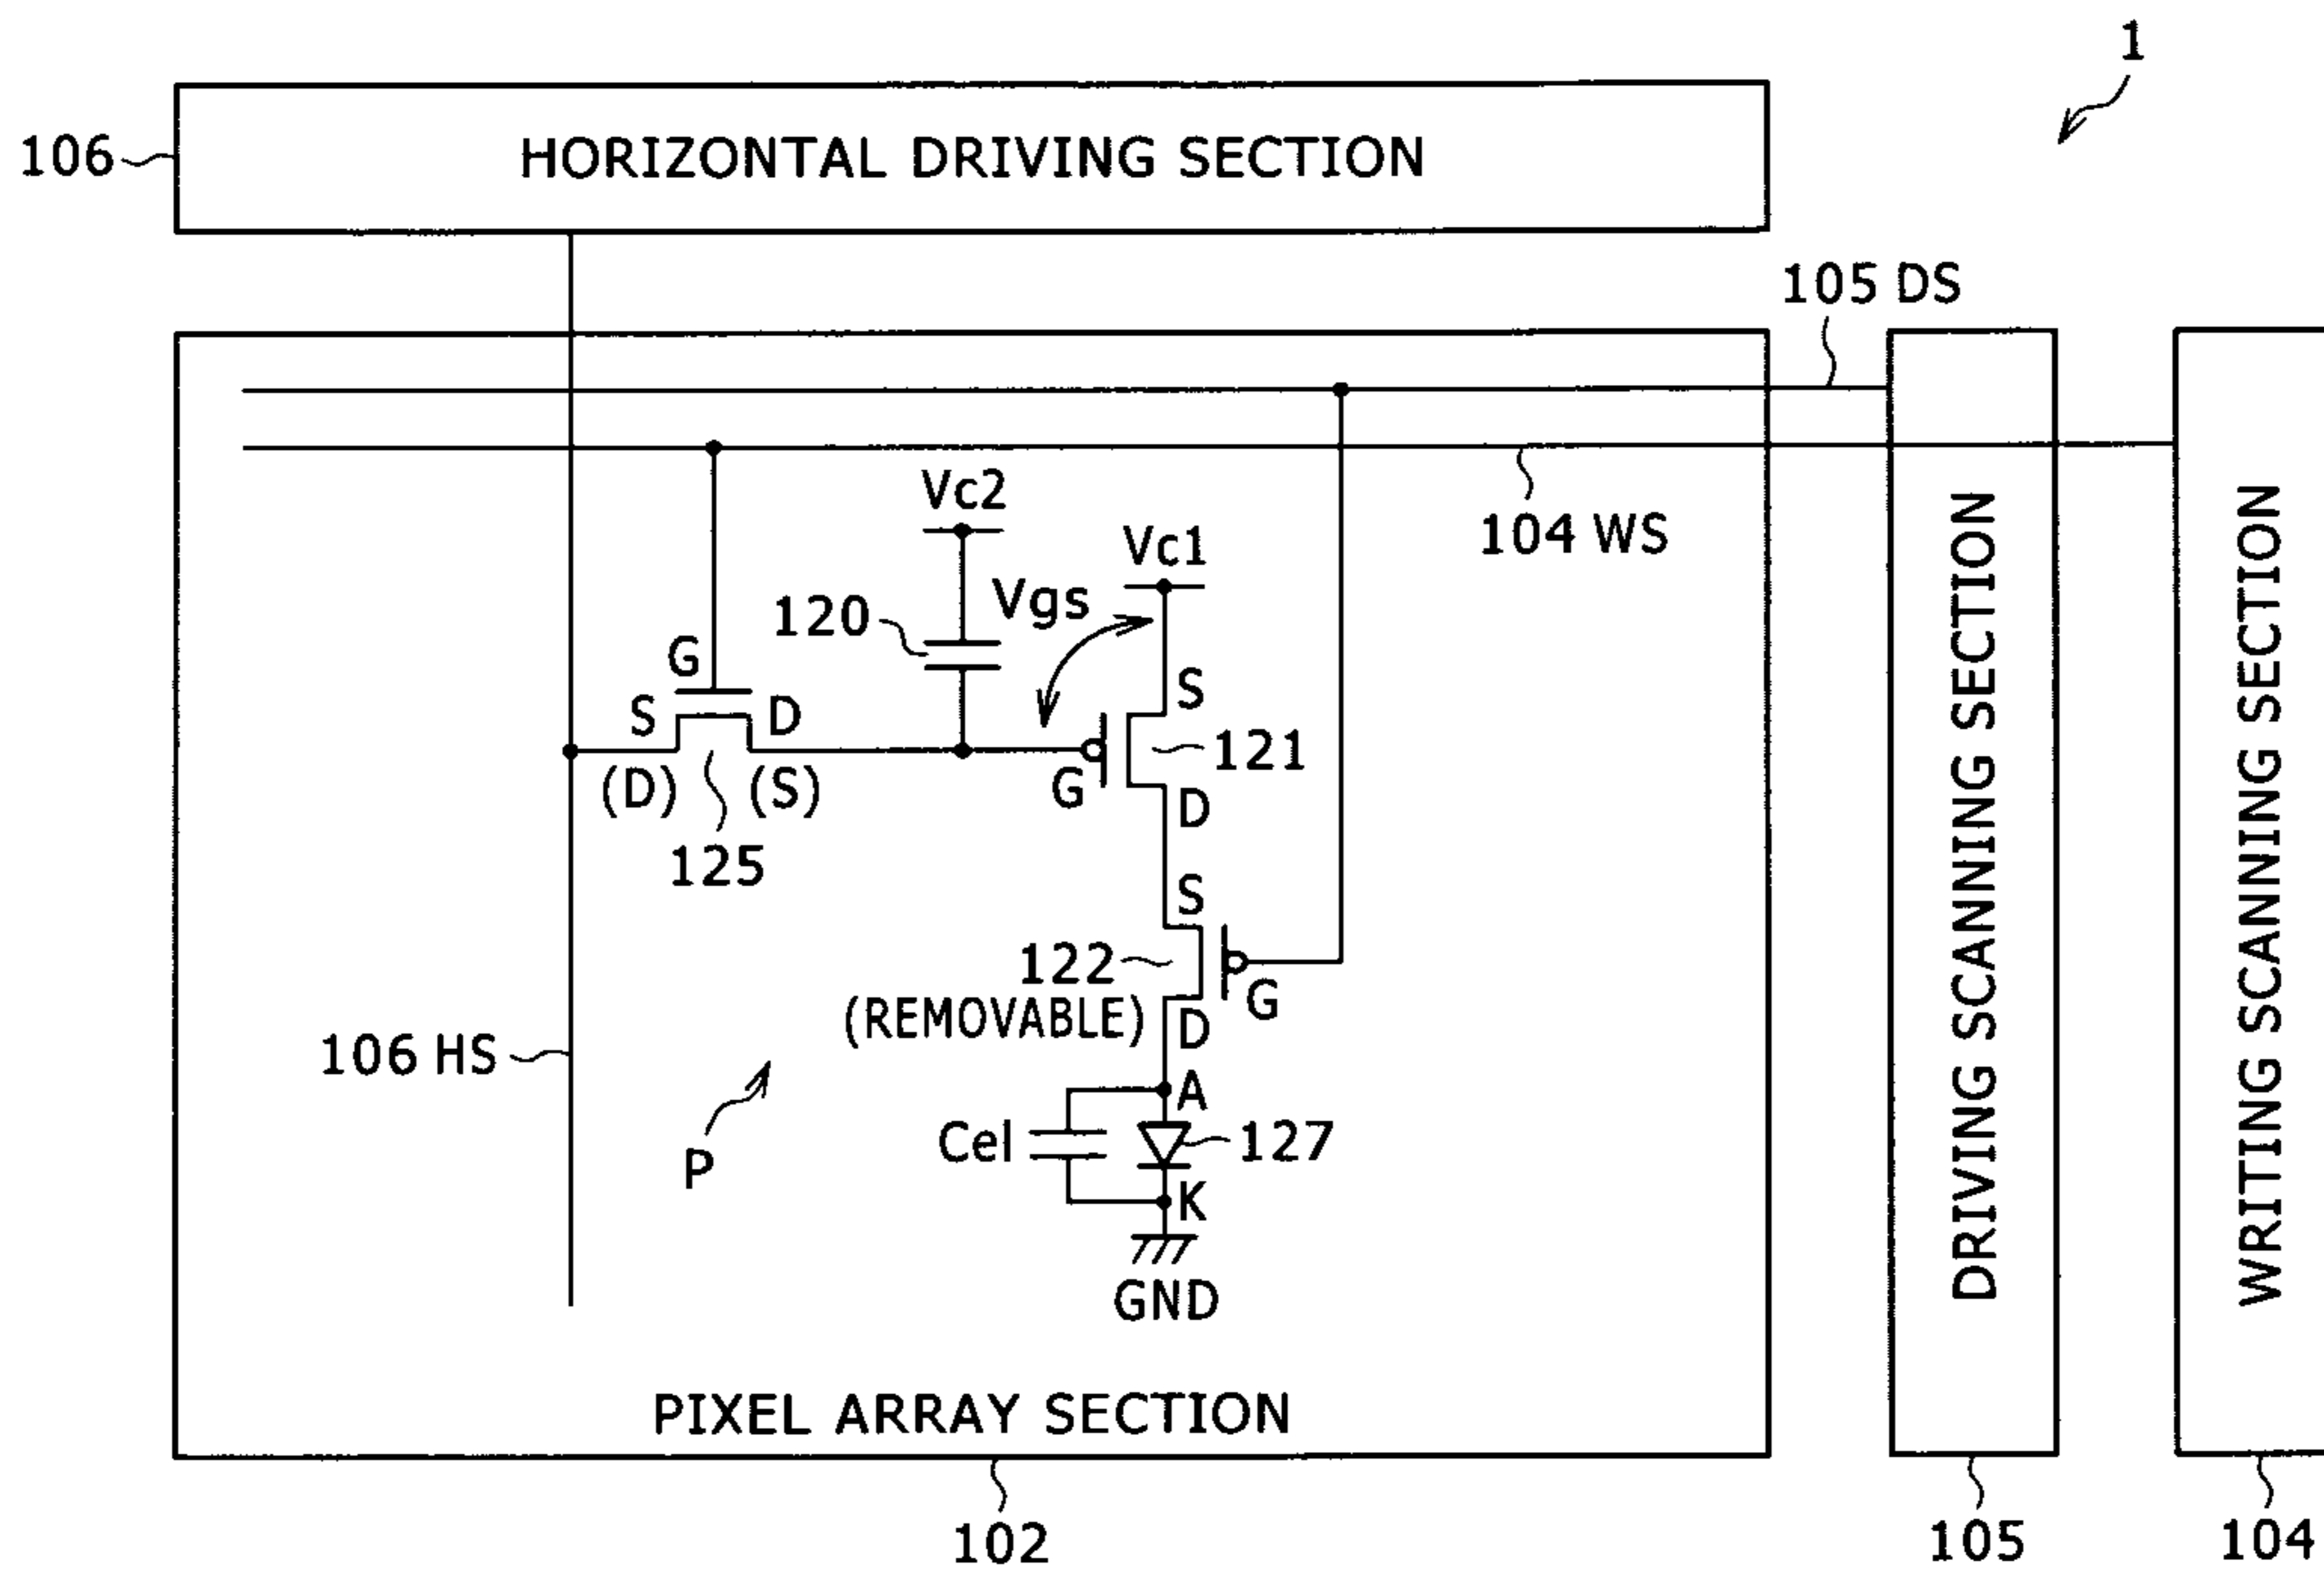 1
106
HORIZONTAL DRIVING SECTION
105 DS
104 WS
Vc2
Vc1
Vgs
120
G
S
D
(D)
(S)
125
S
121
G
D
S
122
(REMOVABLE)
G
D
106 HS
P
A
Cel
127
K
GND
PIXEL ARRAY SECTION
102
DRIVING SCANNING SECTION
105
WRITING SCANNING SECTION
104